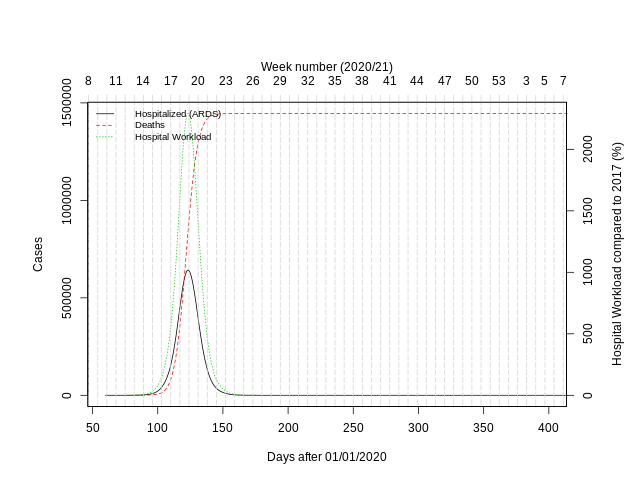 Week number (2020/21)
8 11 14 17 20 23 26 29 32 35 38 41 44 47 50 53 3 5 7
Hospitalized (ARDS)
Deaths
Hospital Workload
Cases
0 500000 1000000 1500000
Hospital Workload compared to 2017 (%)
0 500 1000 1500 2000
50 100 150 200 250 300 350 400
Days after 01/01/2020